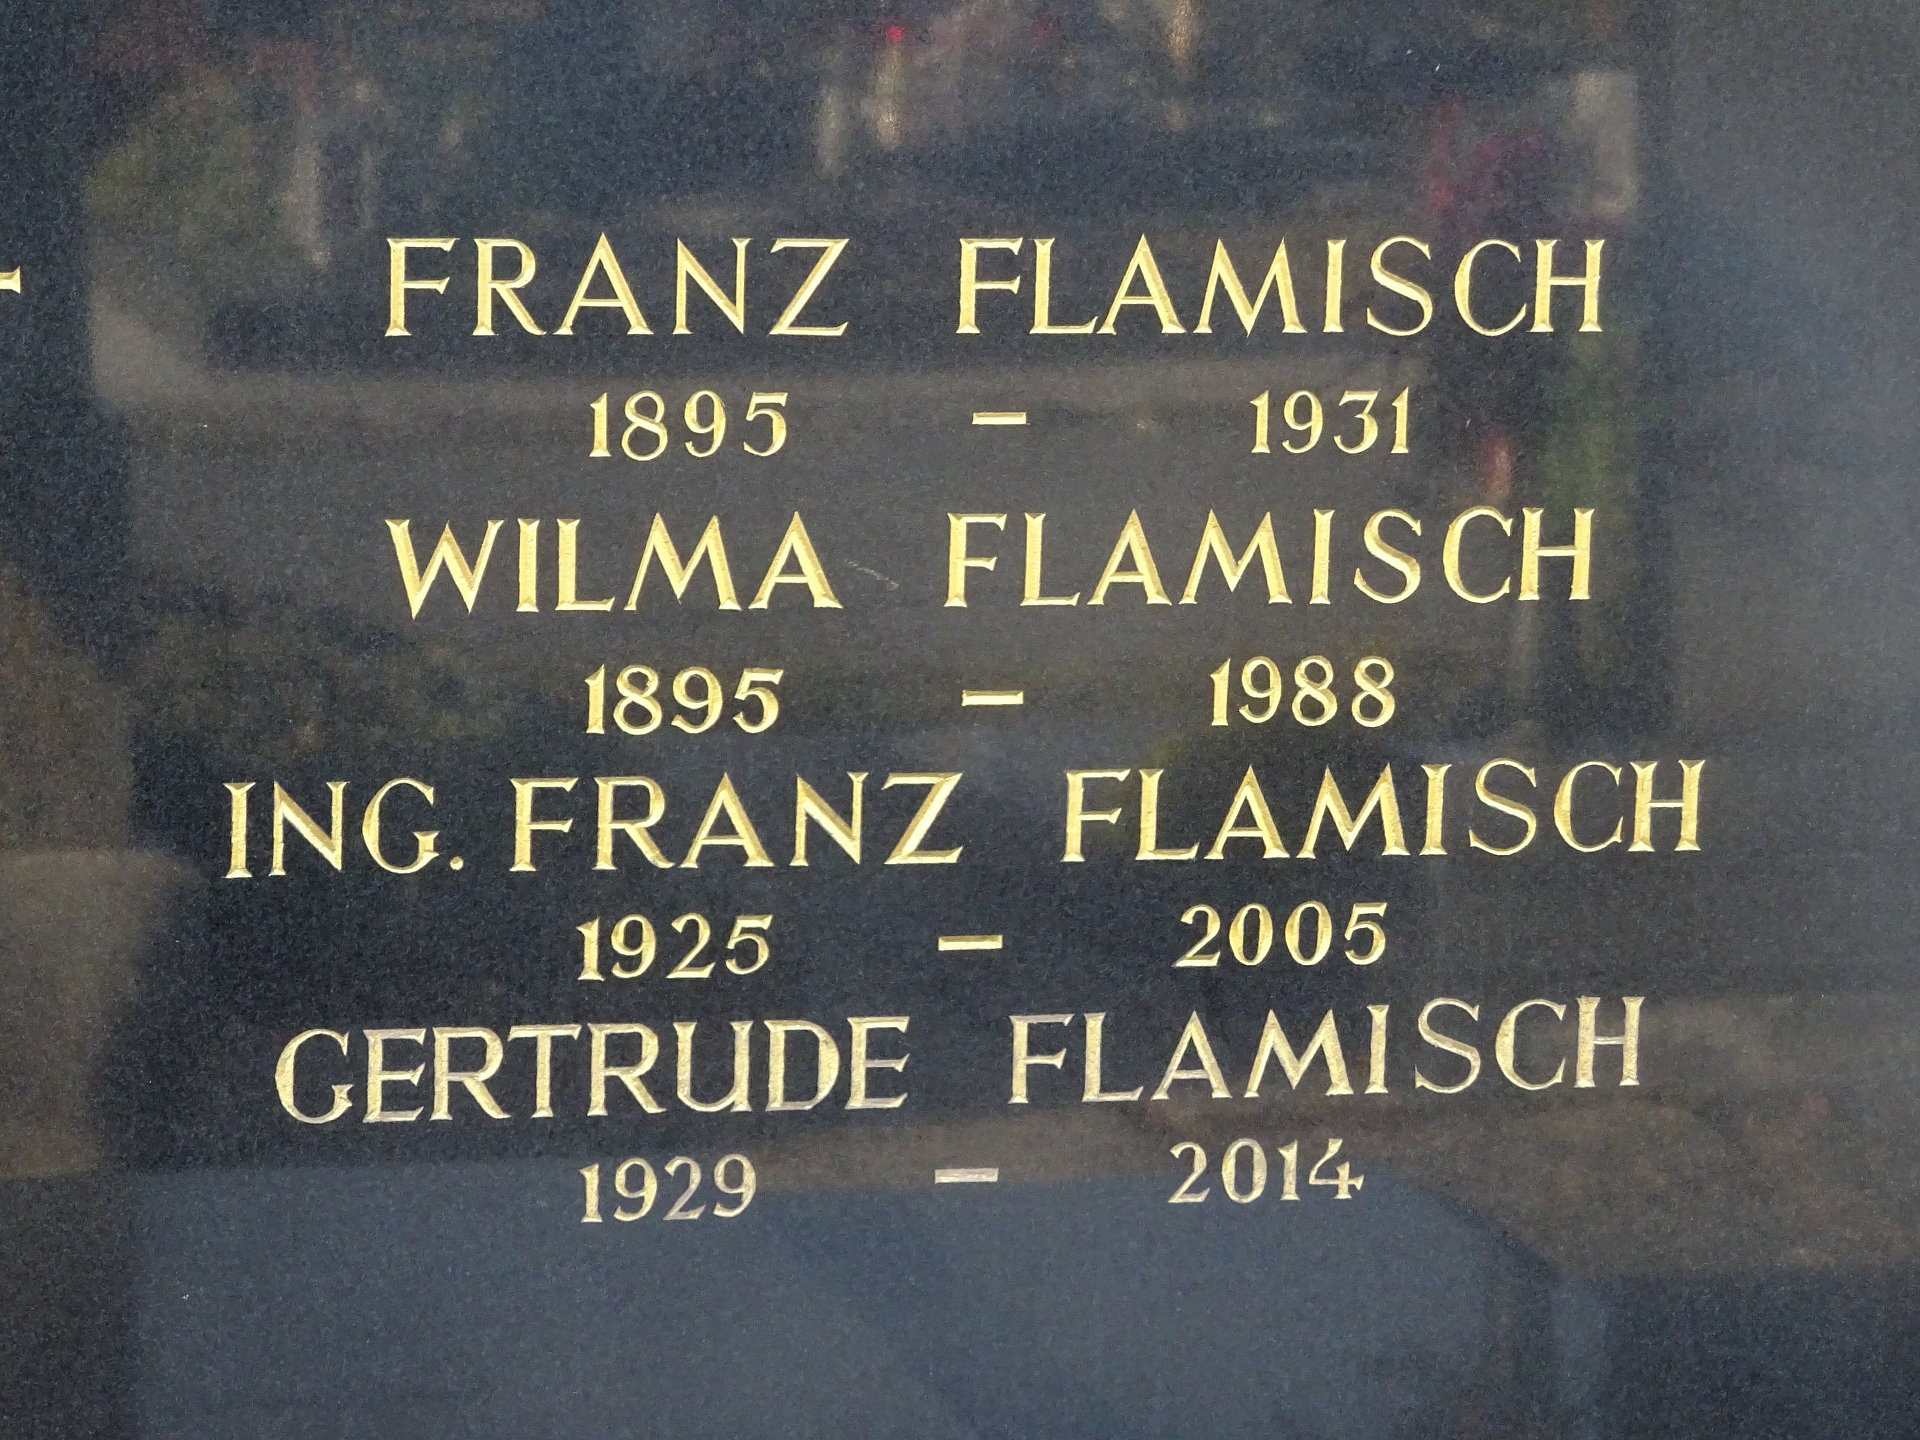 FRANZ FLAMISCH
1895 – 1931
WILMA FLAMISCH
1895 – 1988
ING. FRANZ FLAMISCH
1925 – 2005
GERTRUDE FLAMISCH
1929 – 2014